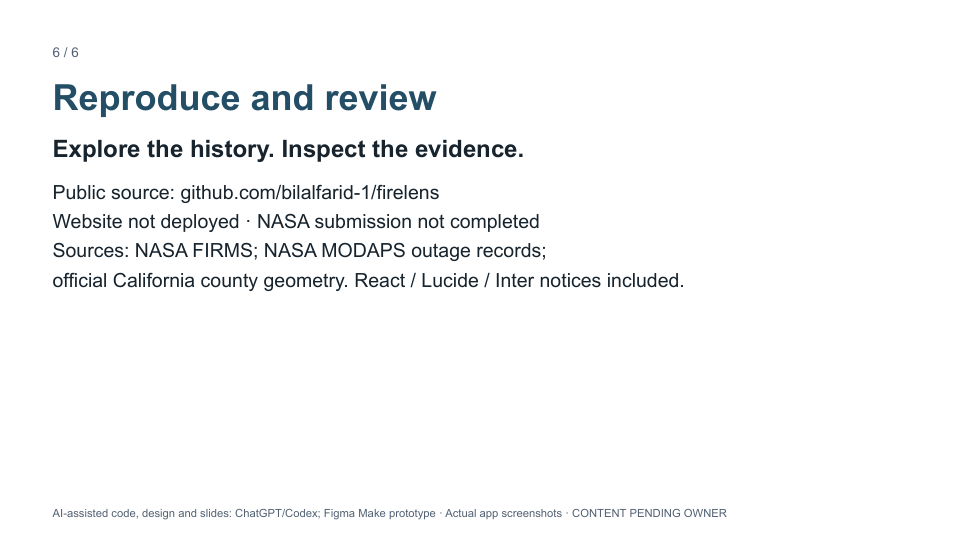 6 / 6
Reproduce and review
Explore the history. Inspect the evidence.
Public source: github.com/bilalfarid-1/firelens
Website not deployed · NASA submission not completed
Sources: NASA FIRMS; NASA MODAPS outage records;
official California county geometry. React / Lucide / Inter notices included.
AI-assisted code, design and slides: ChatGPT/Codex; Figma Make prototype · Actual app screenshots · CONTENT PENDING OWNER